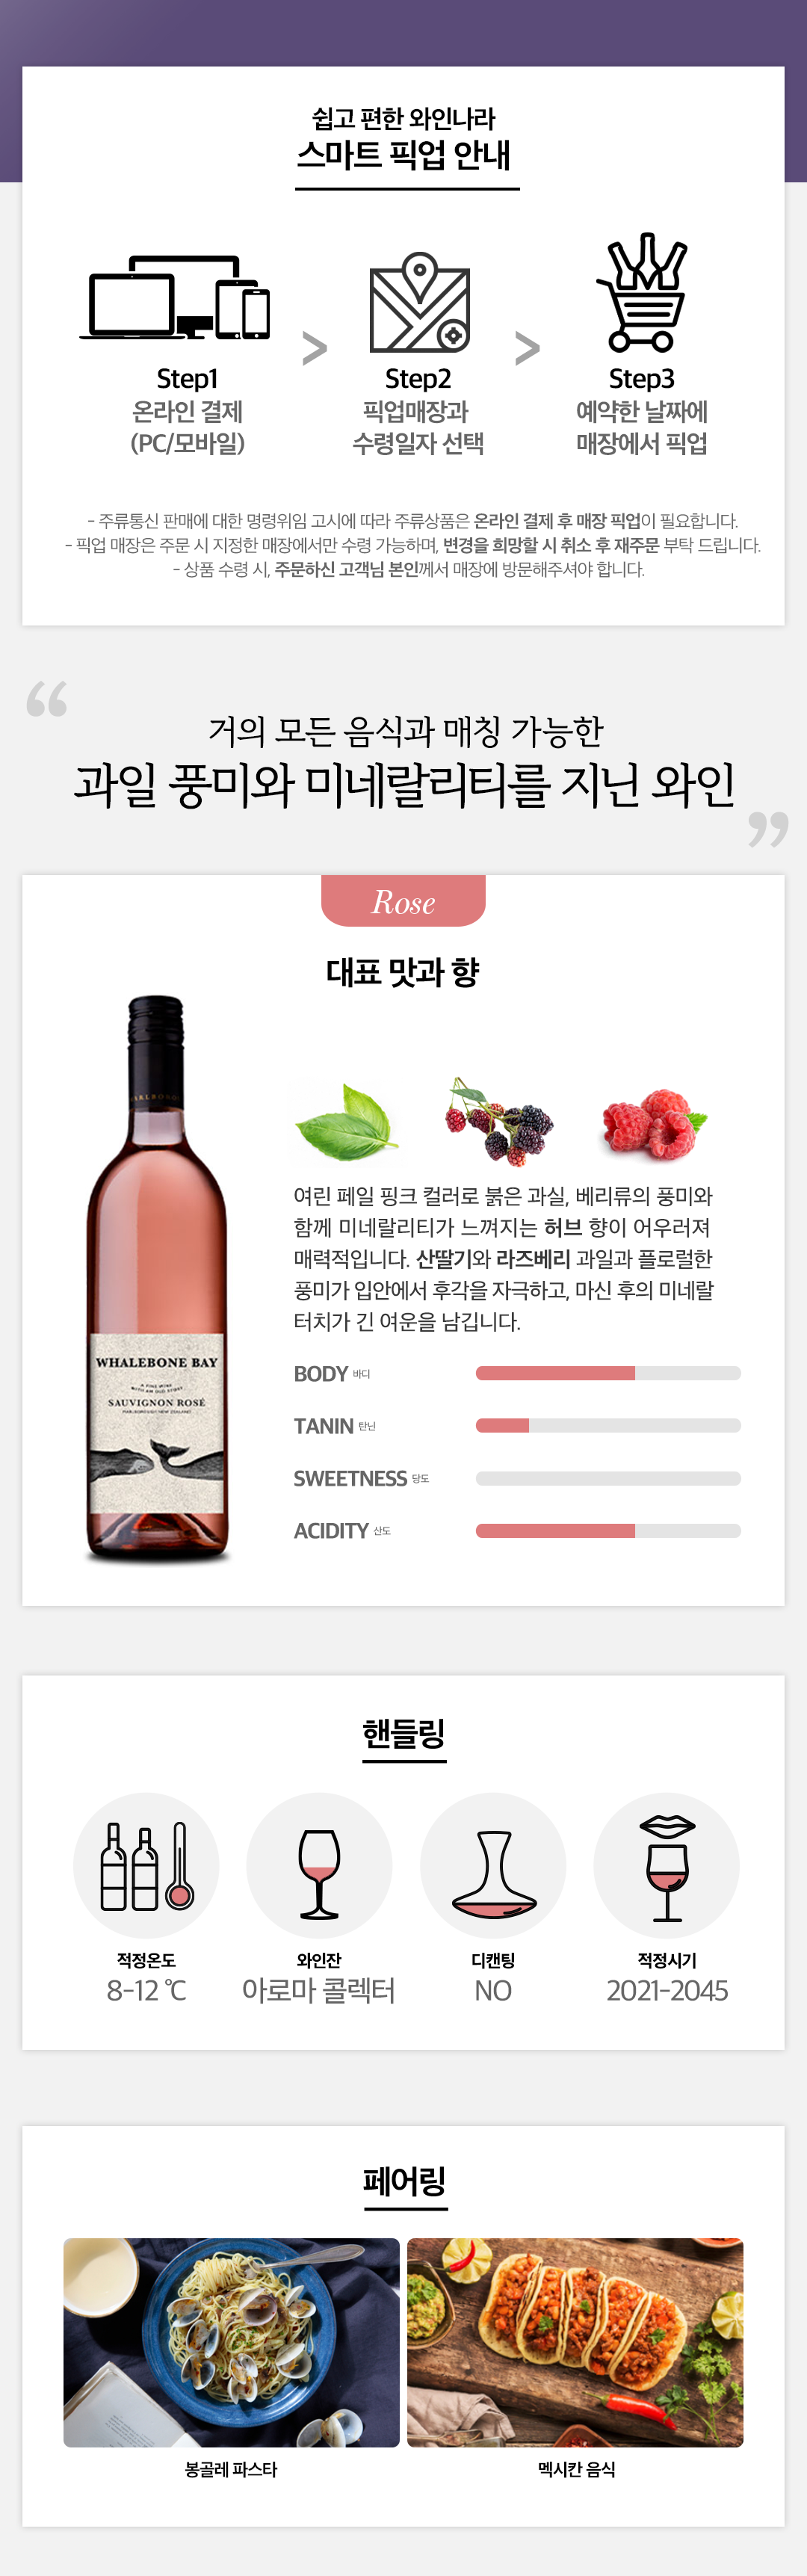 쉽고 편한 와인나라
스마트 픽업 안내
Step1
온라인 결제
(PC/모바일)
>
Step2
픽업매장과
수령일자 선택
>
Step3
예약한 날짜에
매장에서 픽업
- 주류통신 판매에 대한 명령위임 고시에 따라 주류상품은 온라인 결제 후 매장 픽업이 필요합니다.
- 픽업 매장은 주문 시 지정한 매장에서만 수령 가능하며, 변경을 희망할 시 취소 후 재주문 부탁 드립니다.
- 상품 수령 시, 주문하신 고객님 본인께서 매장에 방문해주셔야 합니다.
“
거의 모든 음식과 매칭 가능한
과일 풍미와 미네랄리티를 지닌 와인
”
Rose
대표 맛과 향
여린 페일 핑크 컬러로 붉은 과실, 베리류의 풍미와
함께 미네랄리티가 느껴지는 허브 향이 어우러져
매력적입니다. 산딸기와 라즈베리 과일과 플로럴한
풍미가 입안에서 후각을 자극하고, 마신 후의 미네랄
터치가 긴 여운을 남깁니다.
WHALEBONE BAY
A FINE WINE
WITH AN OLD STORY
SAUVIGNON ROSÉ
MARLBOROUGH NEW ZEALAND
BODY 바디
TANIN 탄닌
SWEETNESS 당도
ACIDITY 산도
핸들링
적정온도
8-12 ℃
와인잔
아로마 콜렉터
디캔팅
NO
적정시기
2021-2045
페어링
봉골레 파스타
멕시칸 음식